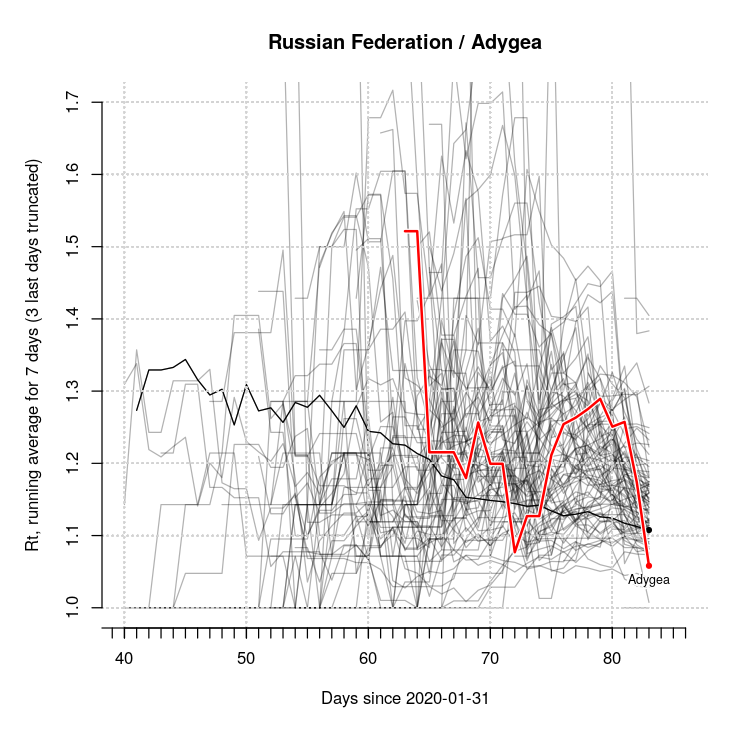 Russian Federation / Adygea
Rt, running average for 7 days (3 last days truncated)
1.7
1.6
1.5
1.4
1.3
1.2
1.1
1.0
Adygea
40 50 60 70 80
Days since 2020-01-31